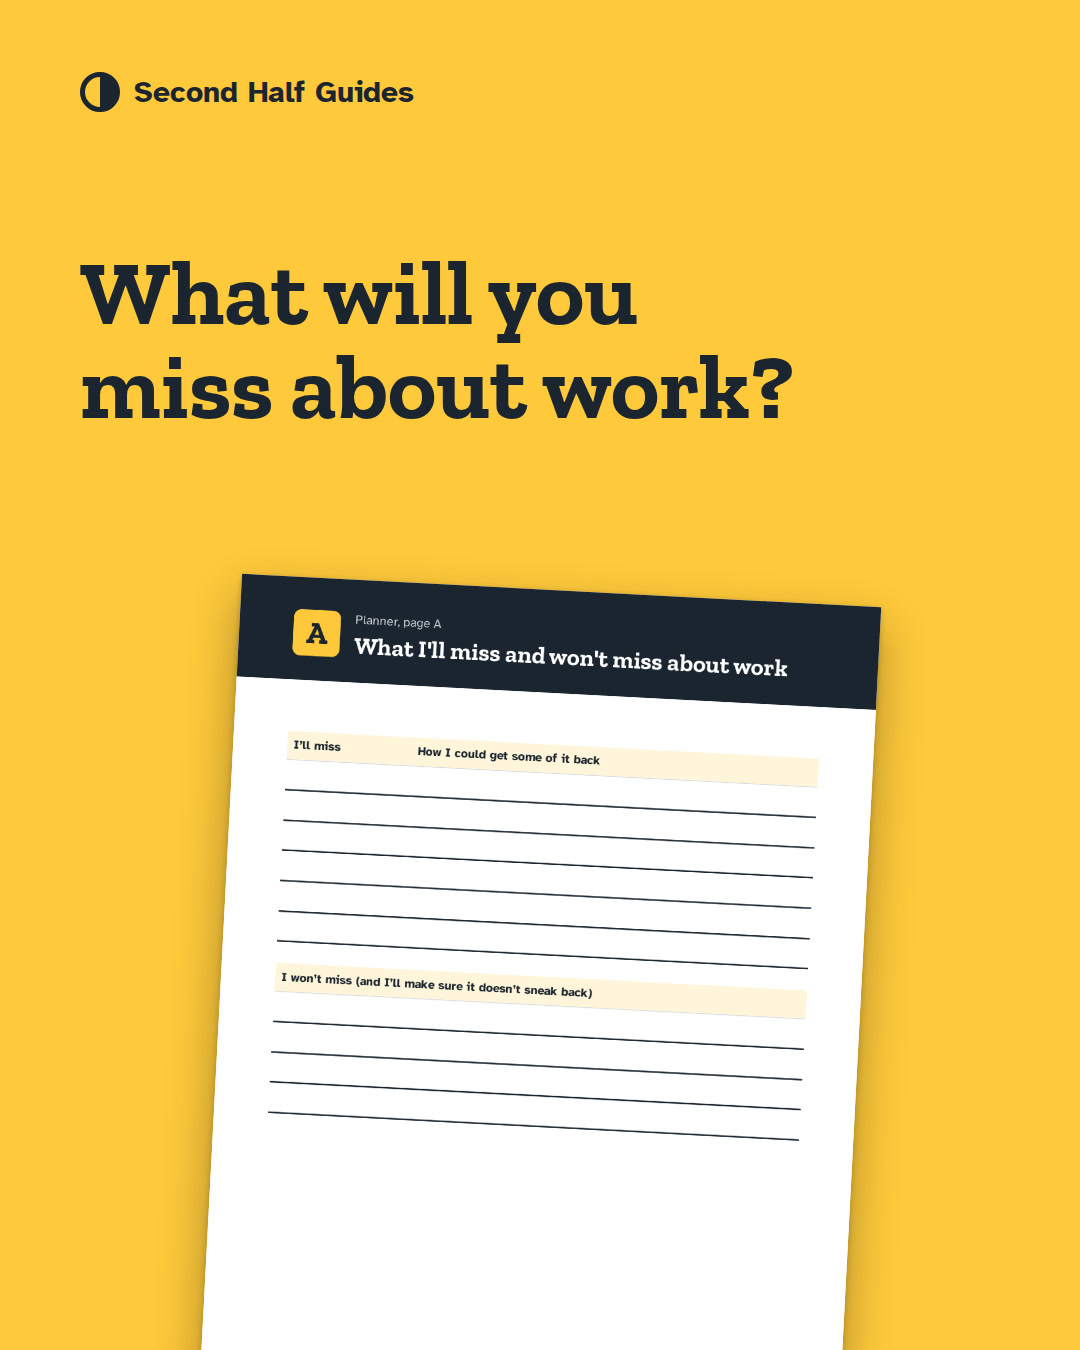 Second Half Guides
What will you
miss about work?
A
Planner, page A
What I'll miss and won't miss about work
I’ll miss
How I could get some of it back
I won’t miss (and I’ll make sure it doesn’t sneak back)